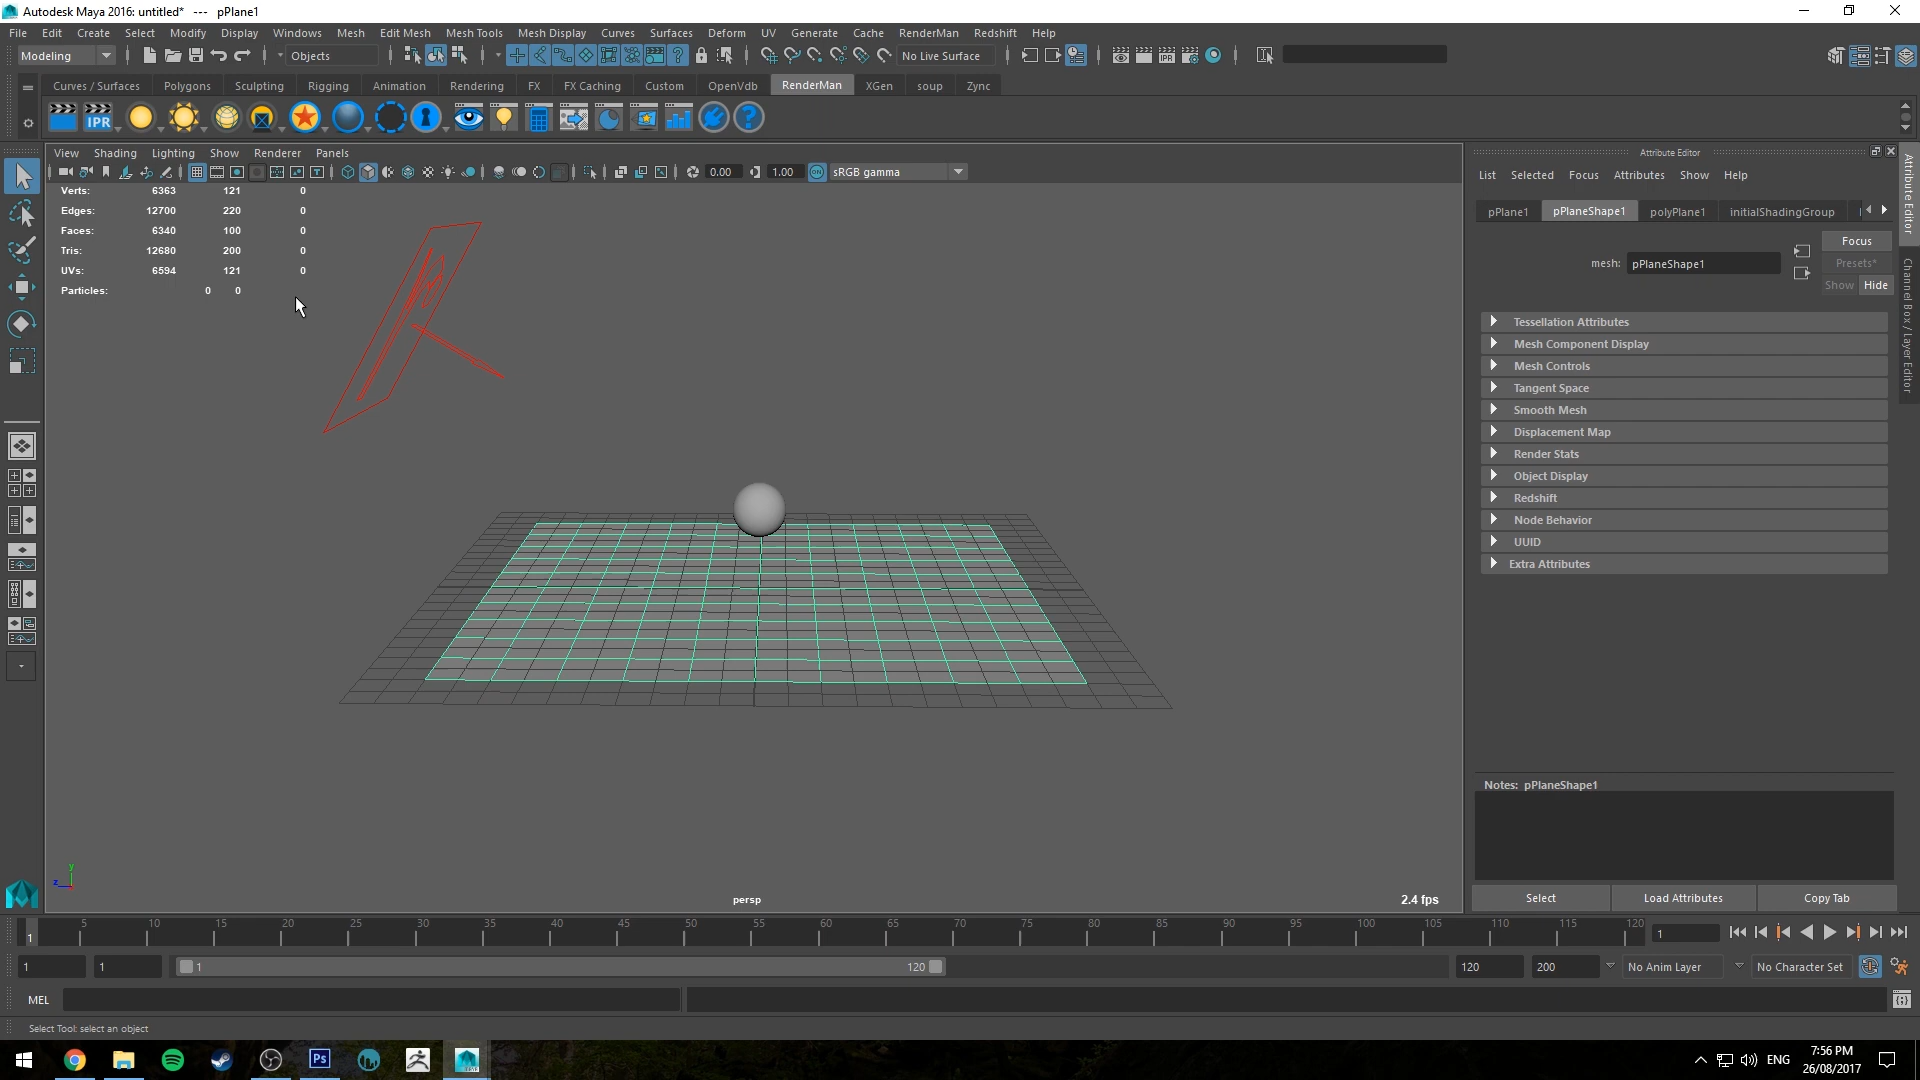 Autodesk Maya 2016: untitled* --- pPlane1
File Edit Create Select Modify Display Windows Mesh Edit Mesh Mesh Tools Mesh Display Curves Surfaces Deform UV Generate Cache RenderMan Redshift Help
Modeling Objects No Live Surface
Curves / Surfaces Polygons Sculpting Rigging Animation Rendering FX FX Caching Custom OpenVdb RenderMan XGen soup Zync
IPR
View Shading Lighting Show Renderer Panels
0.00 1.00 ON sRGB gamma
Verts: 6363 121 0
Edges: 12700 220 0
Faces: 6340 100 0
Tris: 12680 200 0
UVs: 6594 121 0
Particles: 0 0
y
z
persp
2.4 fps
Attribute Editor
List Selected Focus Attributes Show Help
pPlane1 pPlaneShape1 polyPlane1 initialShadingGroup
mesh: pPlaneShape1
Focus
Presets*
Show Hide
Tessellation Attributes
Mesh Component Display
Mesh Controls
Tangent Space
Smooth Mesh
Displacement Map
Render Stats
Object Display
Redshift
Node Behavior
UUID
Extra Attributes
Notes: pPlaneShape1
Select Load Attributes Copy Tab
Attribute Editor
Channel Box / Layer Editor
1 5 10 15 20 25 30 35 40 45 50 55 60 65 70 75 80 85 90 95 100 105 110 115 120 1
1 1 1 120 120 200 No Anim Layer No Character Set
MEL
Select Tool: select an object
Ps
ENG
7:56 PM
26/08/2017